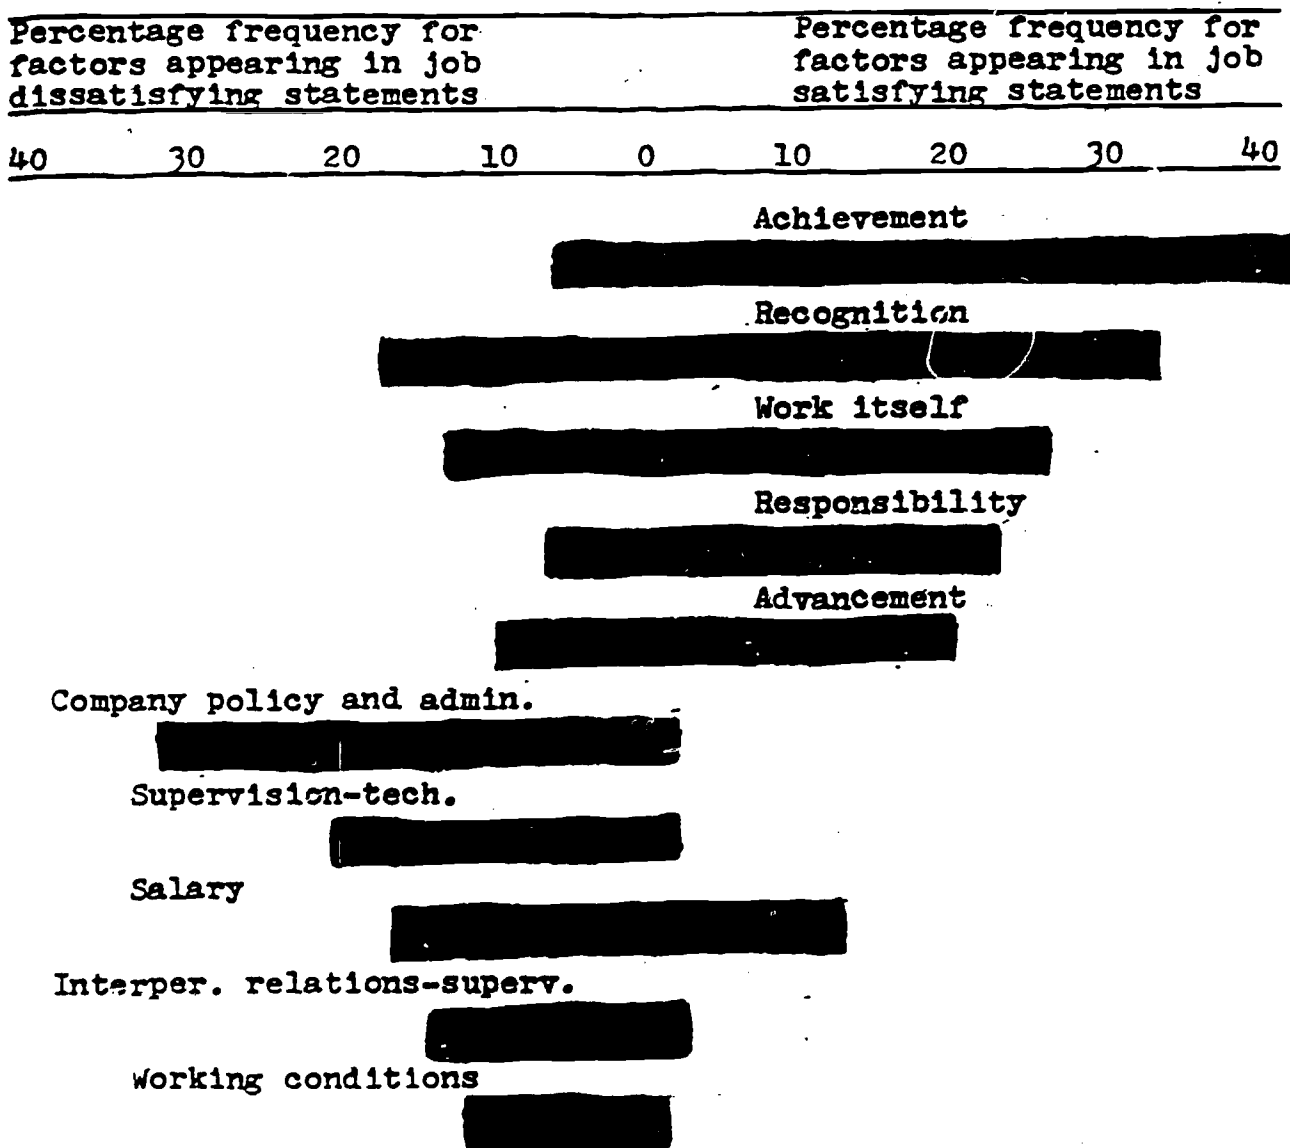 Percentage frequency for
factors appearing in job
dissatisfying statements
Percentage frequency for
factors appearing in job
satisfying statements
40 30 20 10 0 10 20 30 40
Achievement
Recognition
Work itself
Responsibility
Advancement
Company policy and admin.
Supervision-tech.
Salary
Interper. relations-superv.
Working conditions